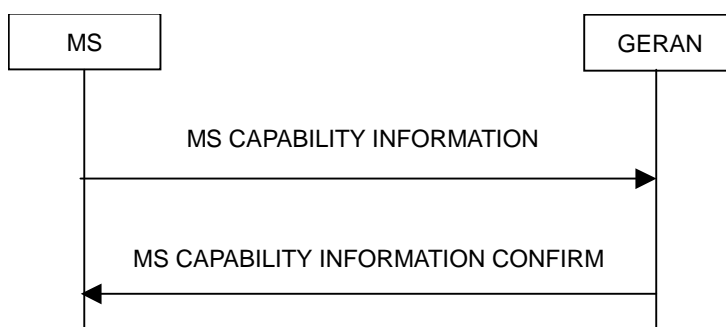 MS
GERAN
MS CAPABILITY INFORMATION
MS CAPABILITY INFORMATION CONFIRM